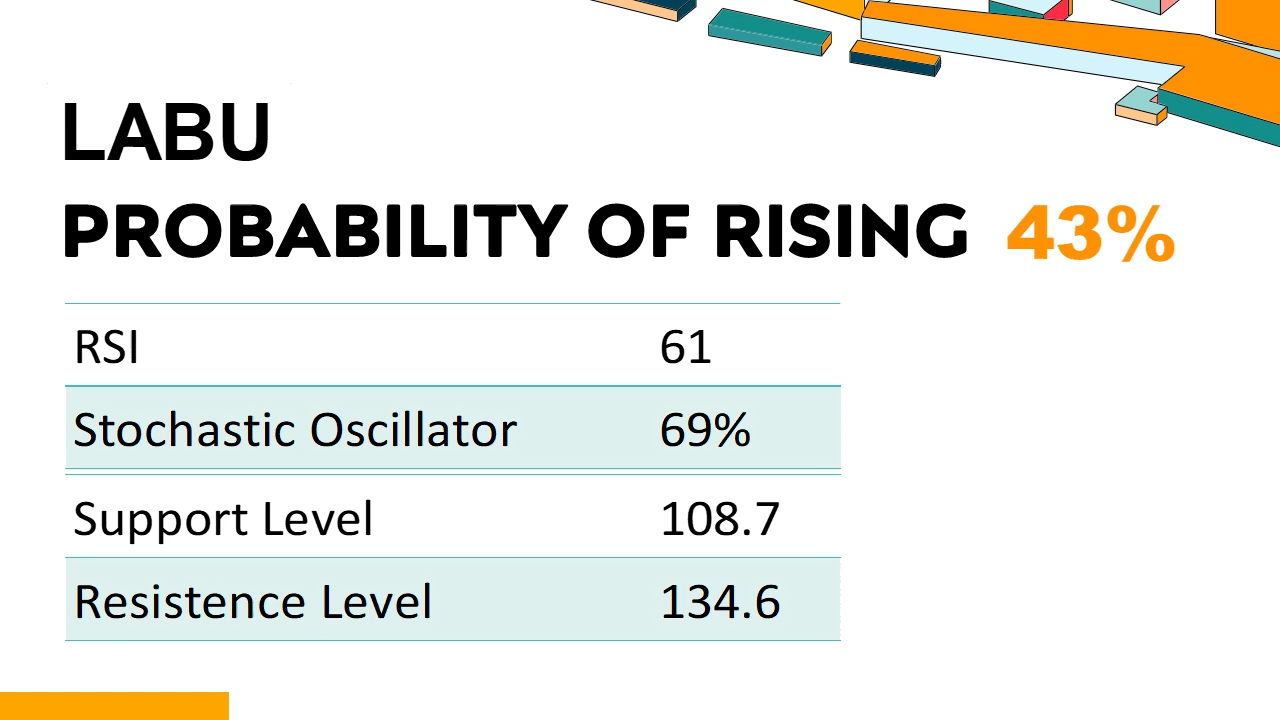 LABU
PROBABILITY OF RISING 43%
RSI 61
Stochastic Oscillator 69%
Support Level 108.7
Resistence Level 134.6